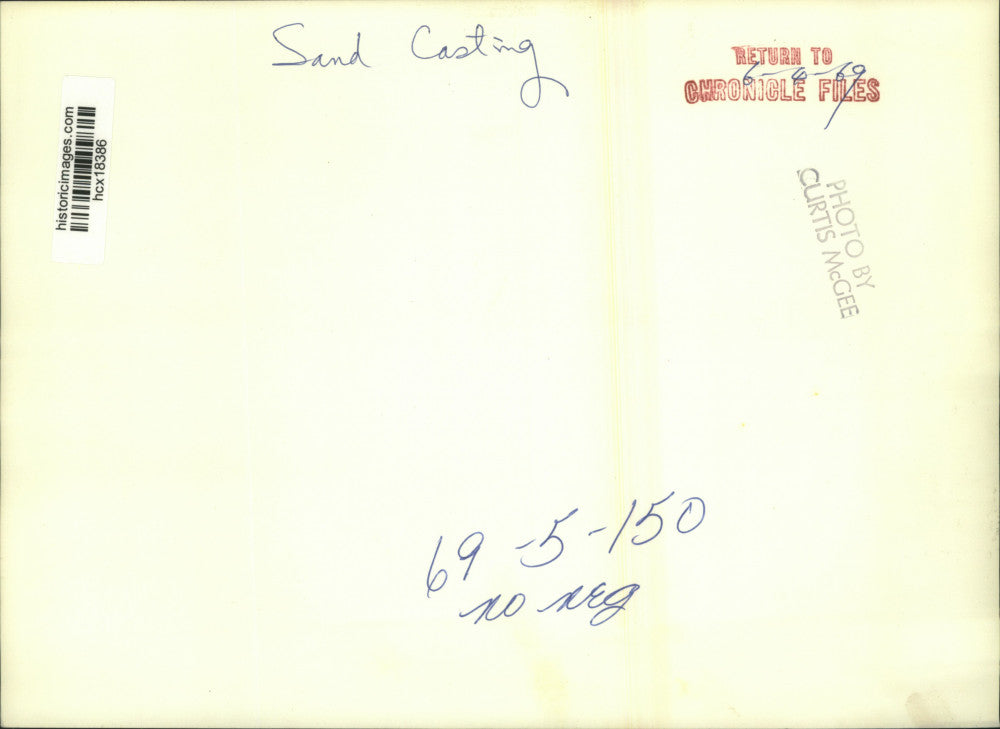 Sand Casting
RETURN TO
6-4-69
CHRONICLE FILES
historicimages.com
hcx18386
PHOTO BY
CURTIS McGEE
69-5-150
no neg